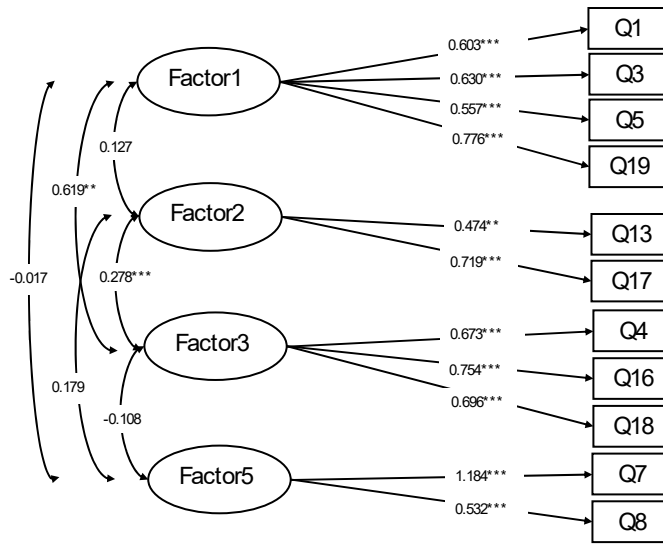 Q1
0.603***
Factor1
Q3
0.630***
Q5
0.557***
0.776***
0.127
Q19
0.619**
Factor2
0.474**
Q13
0.719***
Q17
-0.017
0.278***
Q4
0.673***
Factor3
0.754***
Q16
0.179
0.696***
-0.108
Q18
Factor5
1.184***
Q7
0.532***
Q8